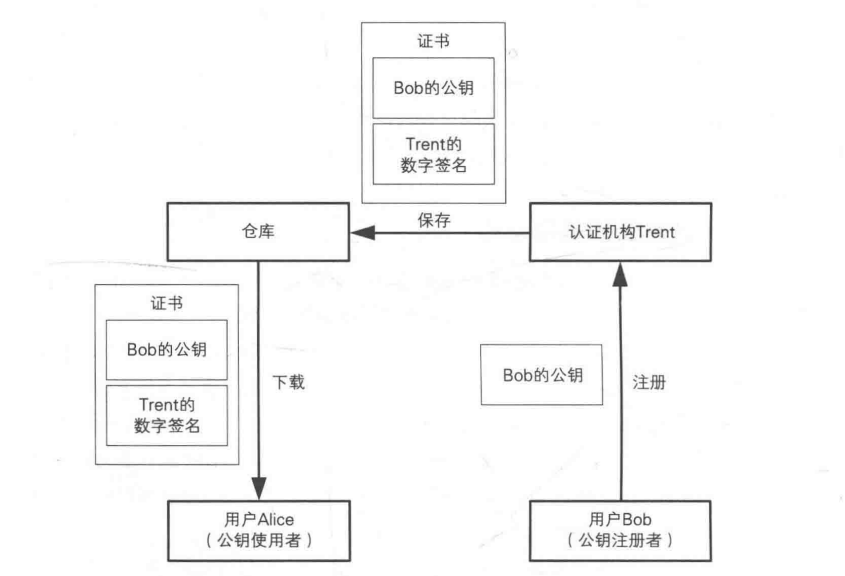 证书
Bob的公钥
Trent的
数字签名
仓库
保存
认证机构Trent
证书
Bob的公钥
Trent的
数字签名
下载
Bob的公钥
注册
用户Alice
（公钥使用者）
用户Bob
（公钥注册者）